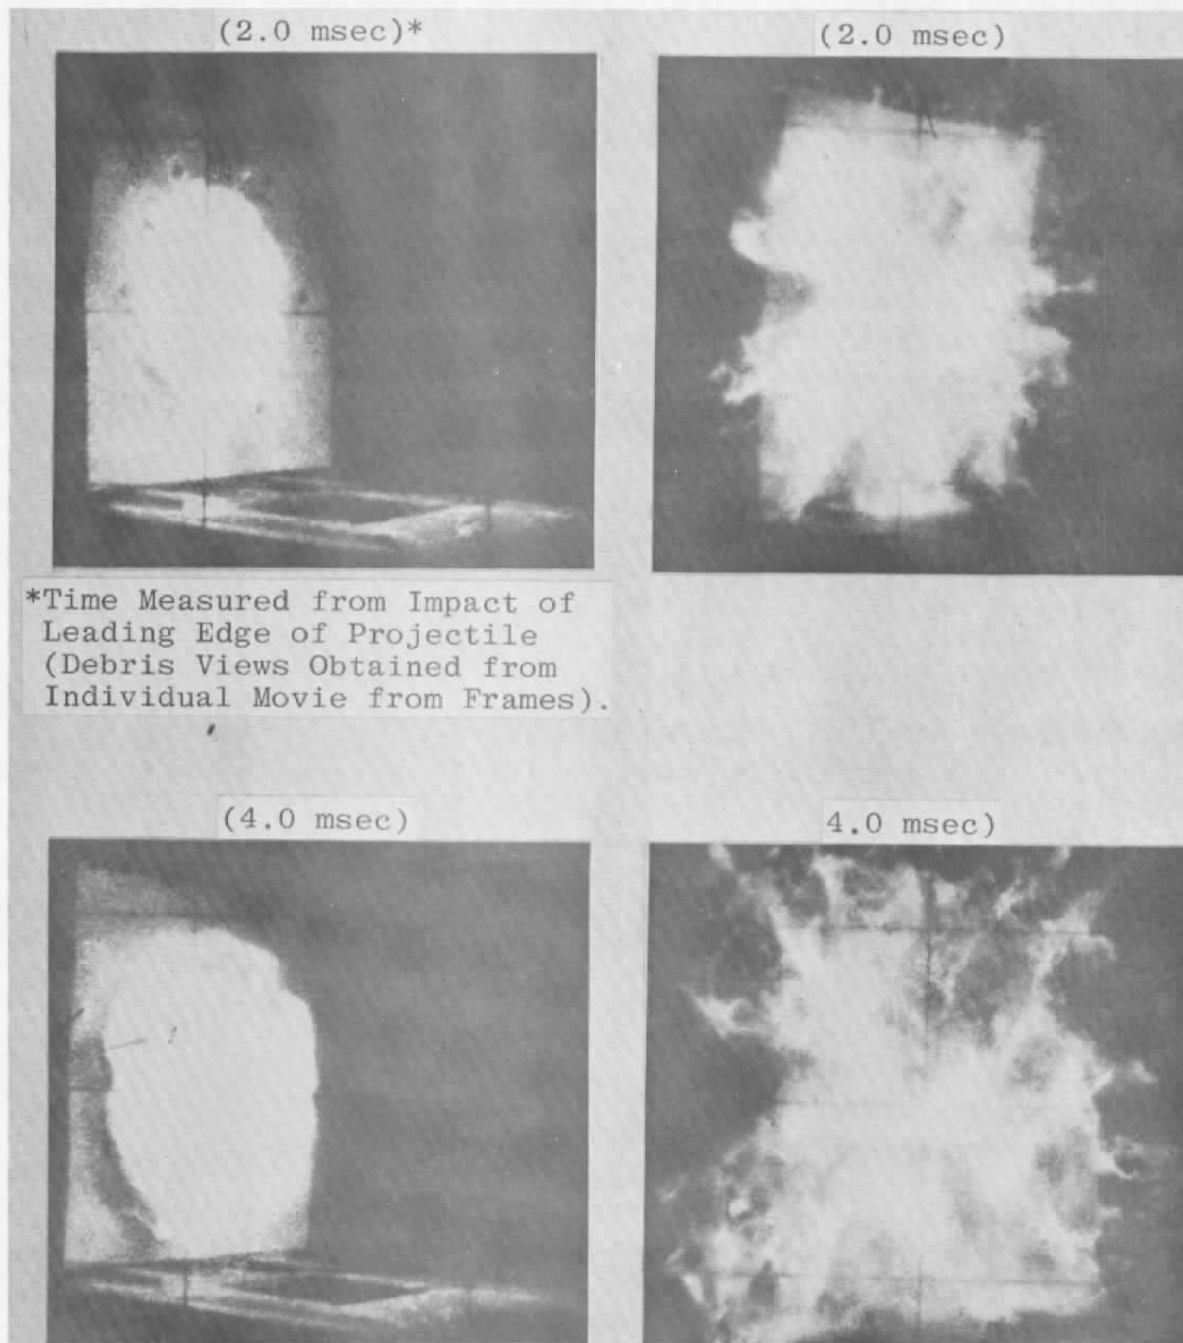 (2.0 msec)*
(2.0 msec)
*Time Measured from Impact of
Leading Edge of Projectile
(Debris Views Obtained from
Individual Movie from Frames).
(4.0 msec)
4.0 msec)